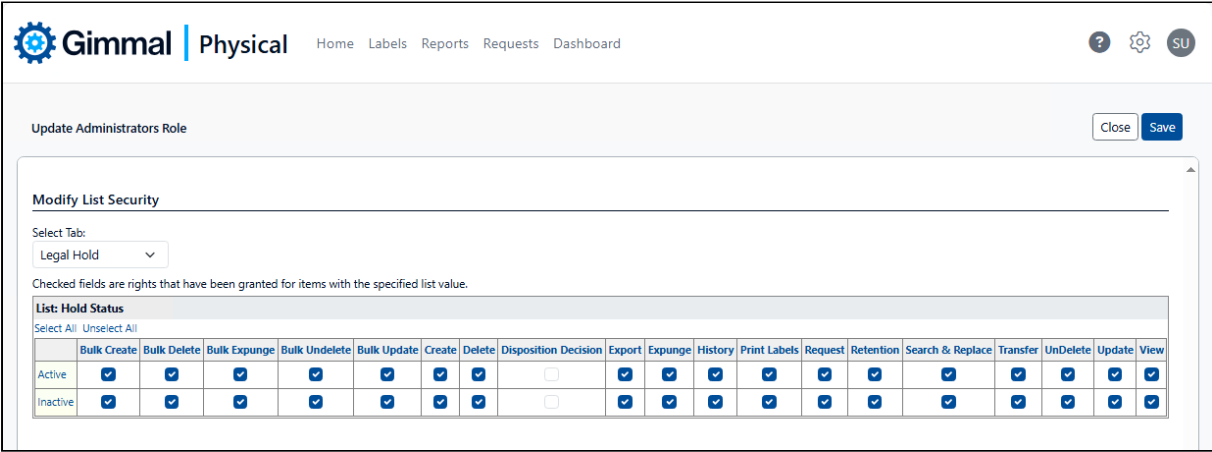 Gimmal Physical Home Labels Reports Requests Dashboard ? SU
Update Administrators Role Close Save
Modify List Security
Select Tab:
Legal Hold
Checked fields are rights that have been granted for items with the specified list value.
List: Hold Status
Select All Unselect All
Bulk Create Bulk Delete Bulk Expunge Bulk Undelete Bulk Update Create Delete Disposition Decision Export Expunge History Print Labels Request Retention Search & Replace Transfer UnDelete Update View
Active
Inactive